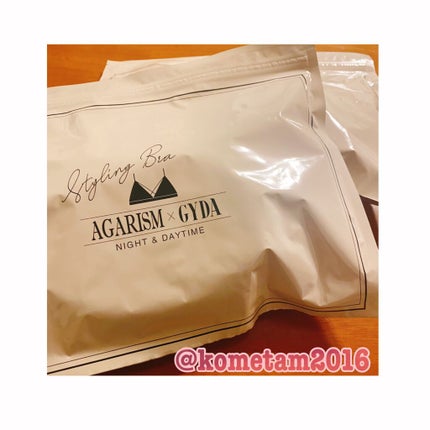 Styling Bra
AGARISM × GYDA
NIGHT & DAYTIME
@kometam2016